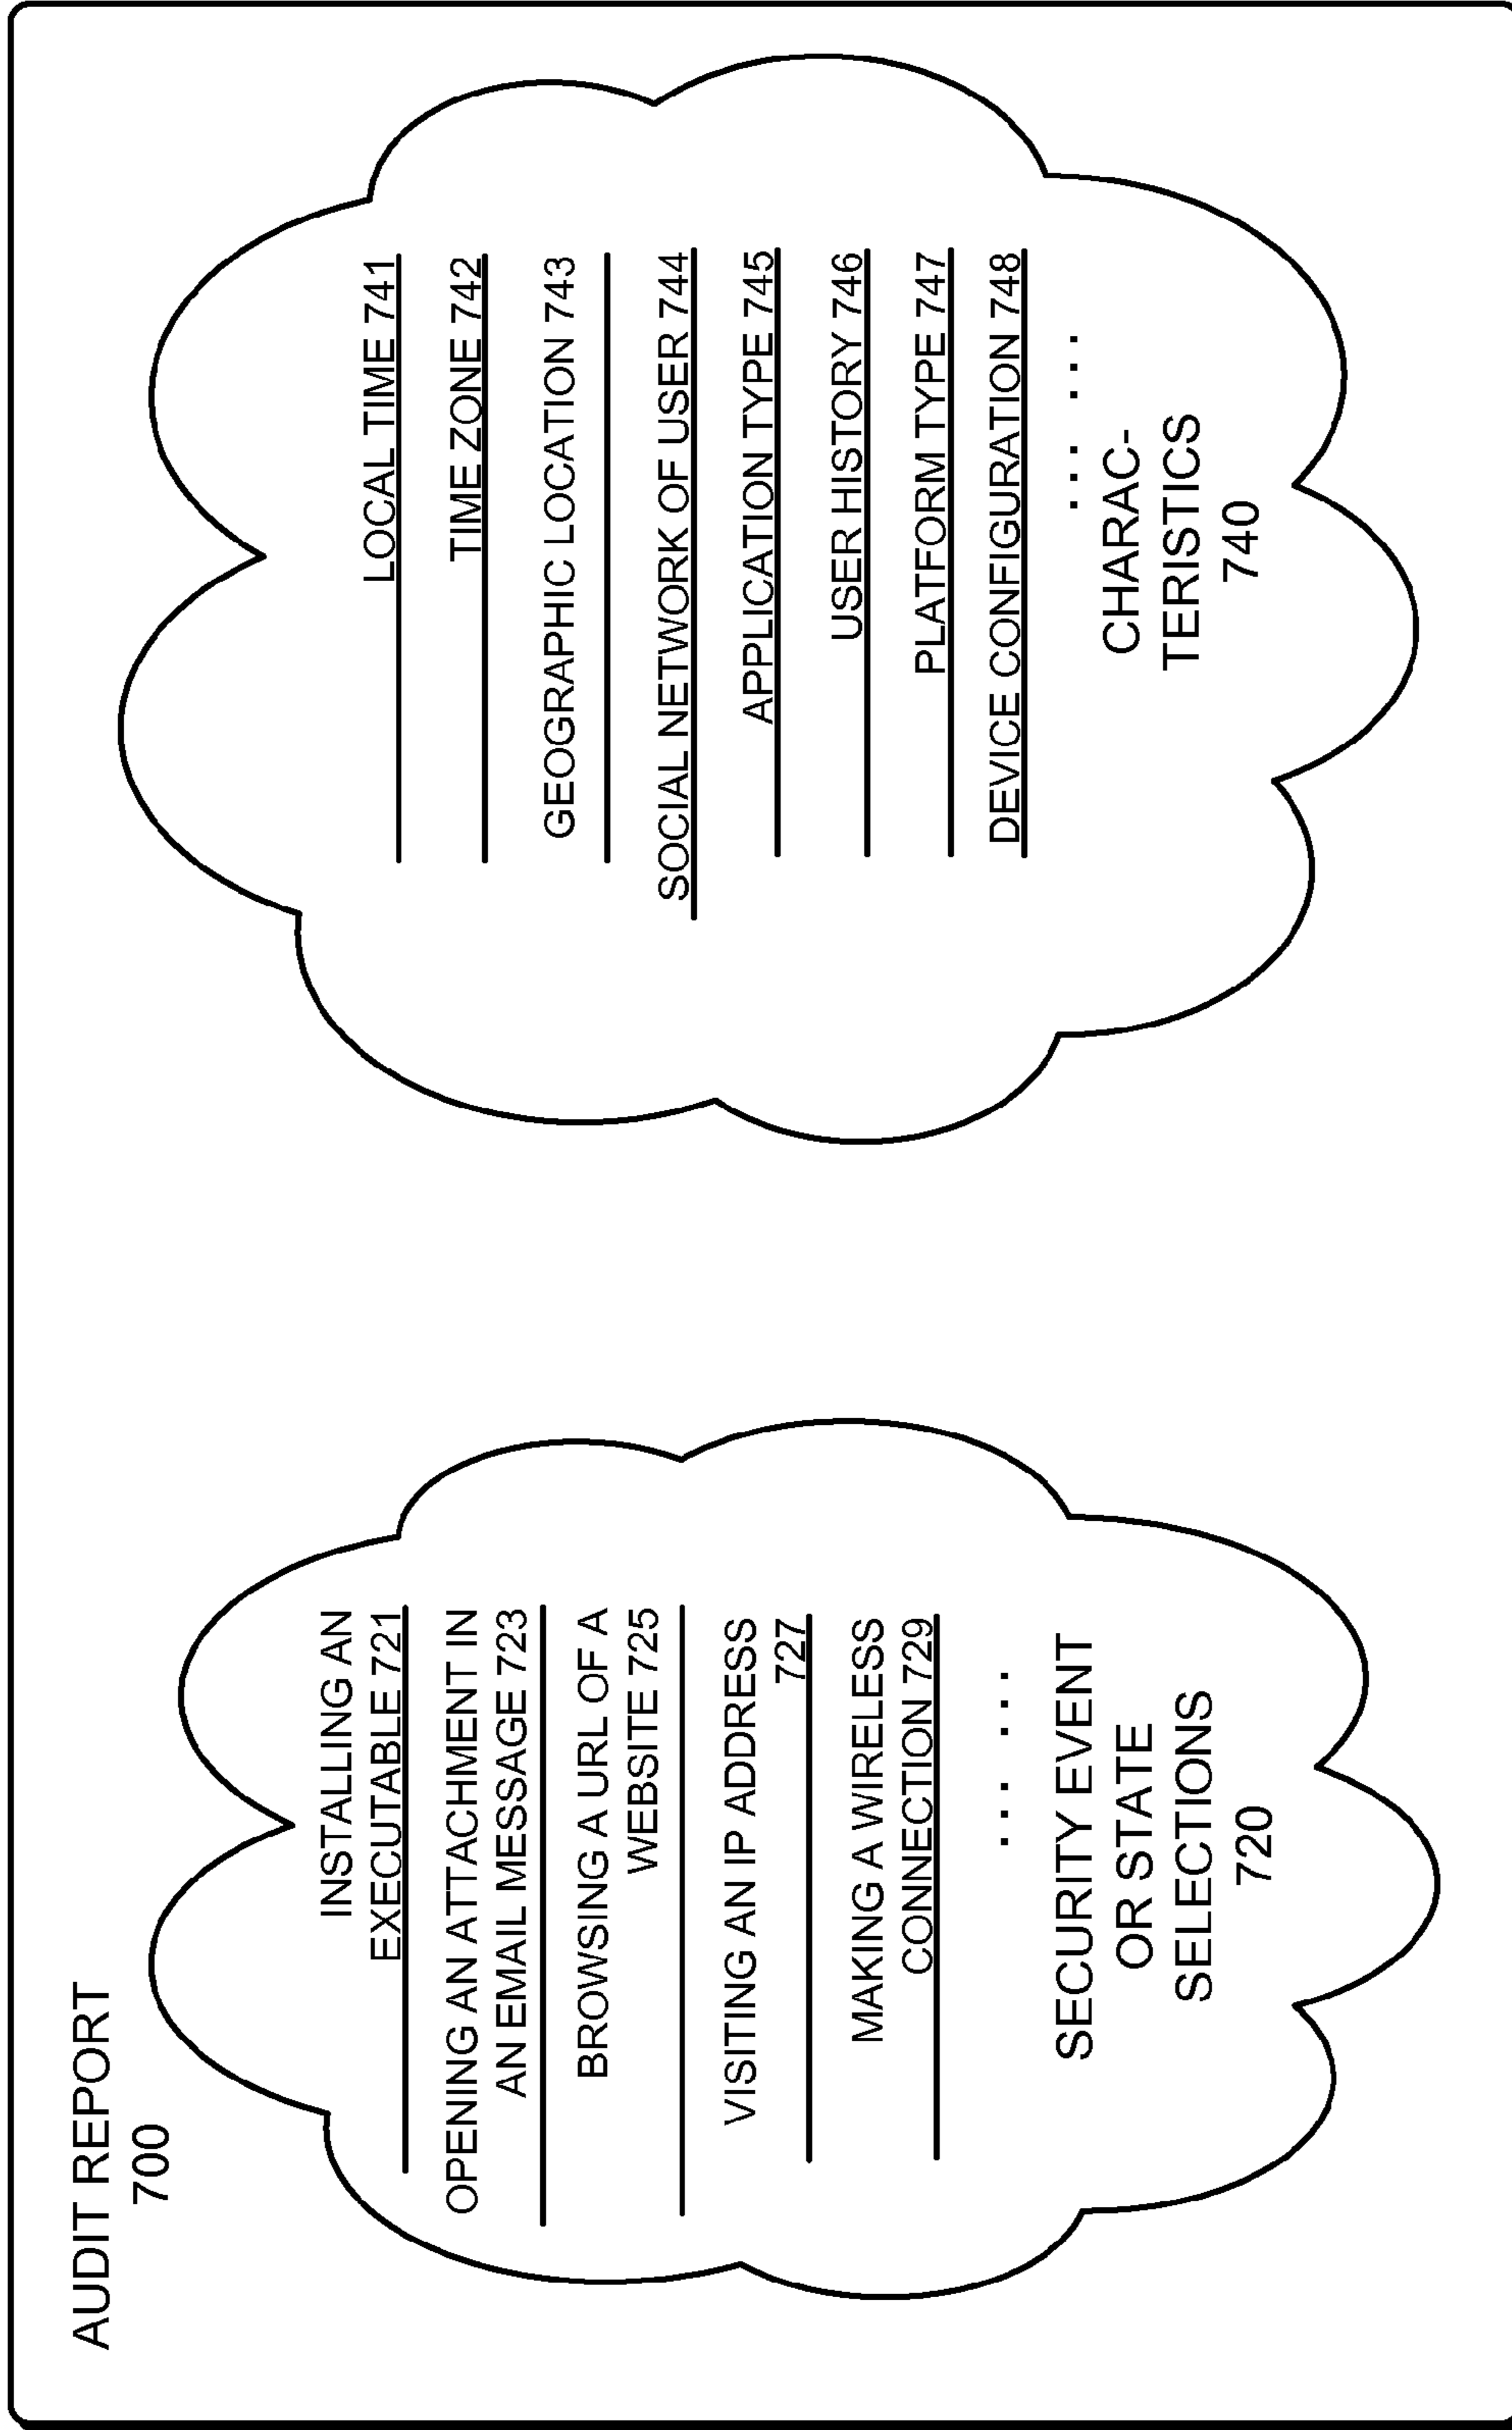 AUDIT REPORT
700
INSTALLING AN
EXECUTABLE 721
OPENING AN ATTACHMENT IN
AN EMAIL MESSAGE 723
BROWSING A URL OF A
WEBSITE 725
VISITING AN IP ADDRESS
727
MAKING A WIRELESS
CONNECTION 729
.. ...
SECURITY EVENT
OR STATE
SELECTIONS
720
LOCAL TIME 741
TIME ZONE 742
GEOGRAPHIC LOCATION 743
SOCIAL NETWORK OF USER 744
APPLICATION TYPE 745
USER HISTORY 746
PLATFORM TYPE 747
DEVICE CONFIGURATION 748
.. ...
CHARAC-
TERISTICS
740